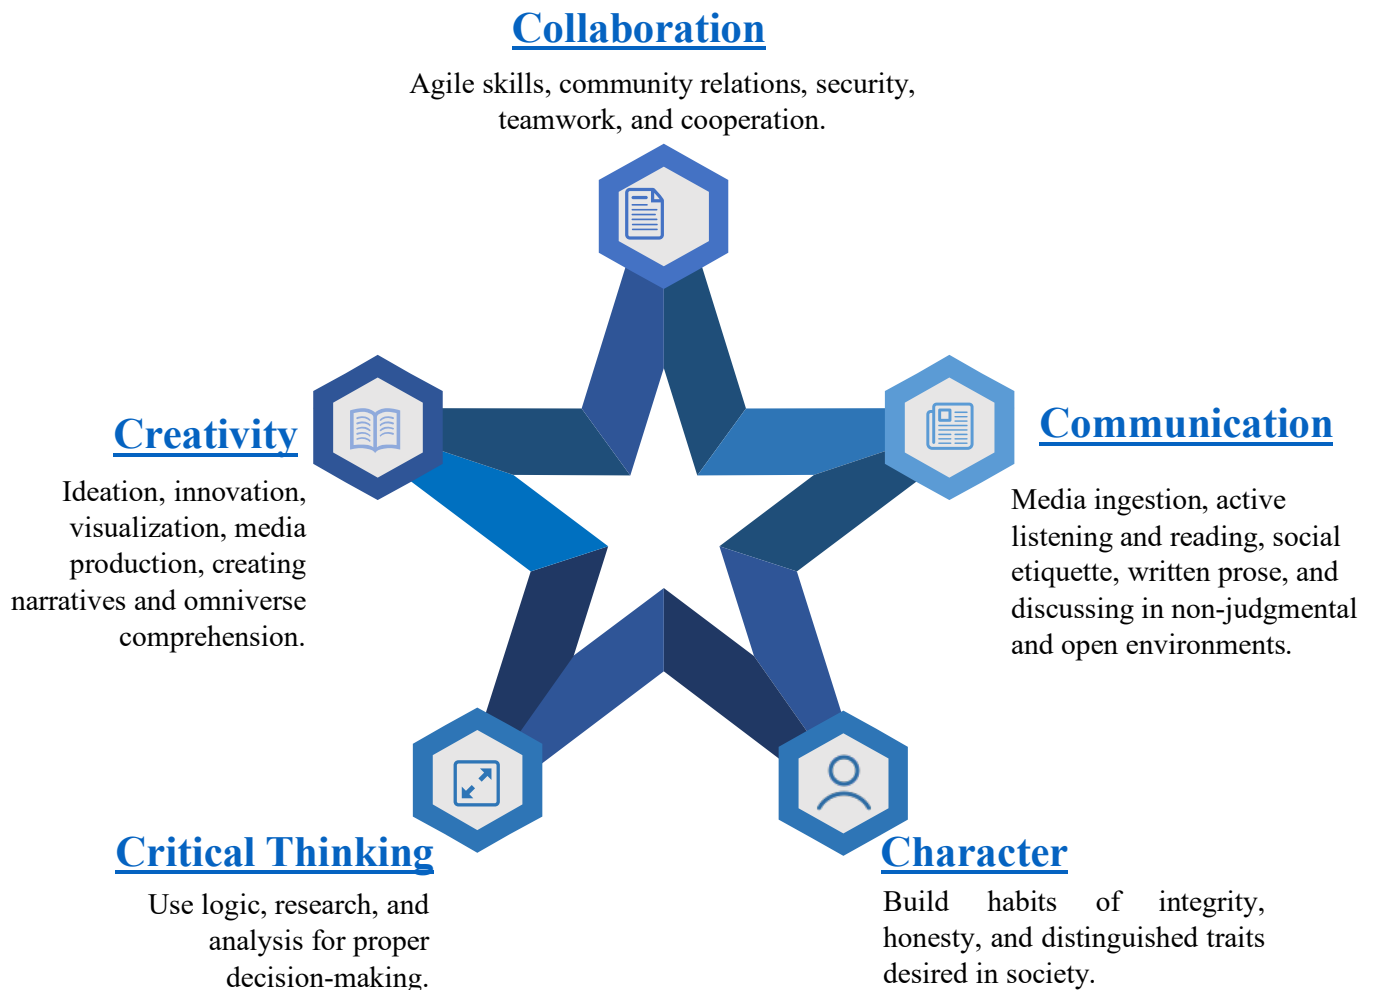 Collaboration
Agile skills, community relations, security,
teamwork, and cooperation.
Creativity
Ideation, innovation,
visualization, media
production, creating
narratives and omniverse
comprehension.
Communication
Media ingestion, active
listening and reading, social
etiquette, written prose, and
discussing in non-judgmental
and open environments.
Critical Thinking
Use logic, research, and
analysis for proper
decision-making.
Character
Build habits of integrity,
honesty, and distinguished traits
desired in society.